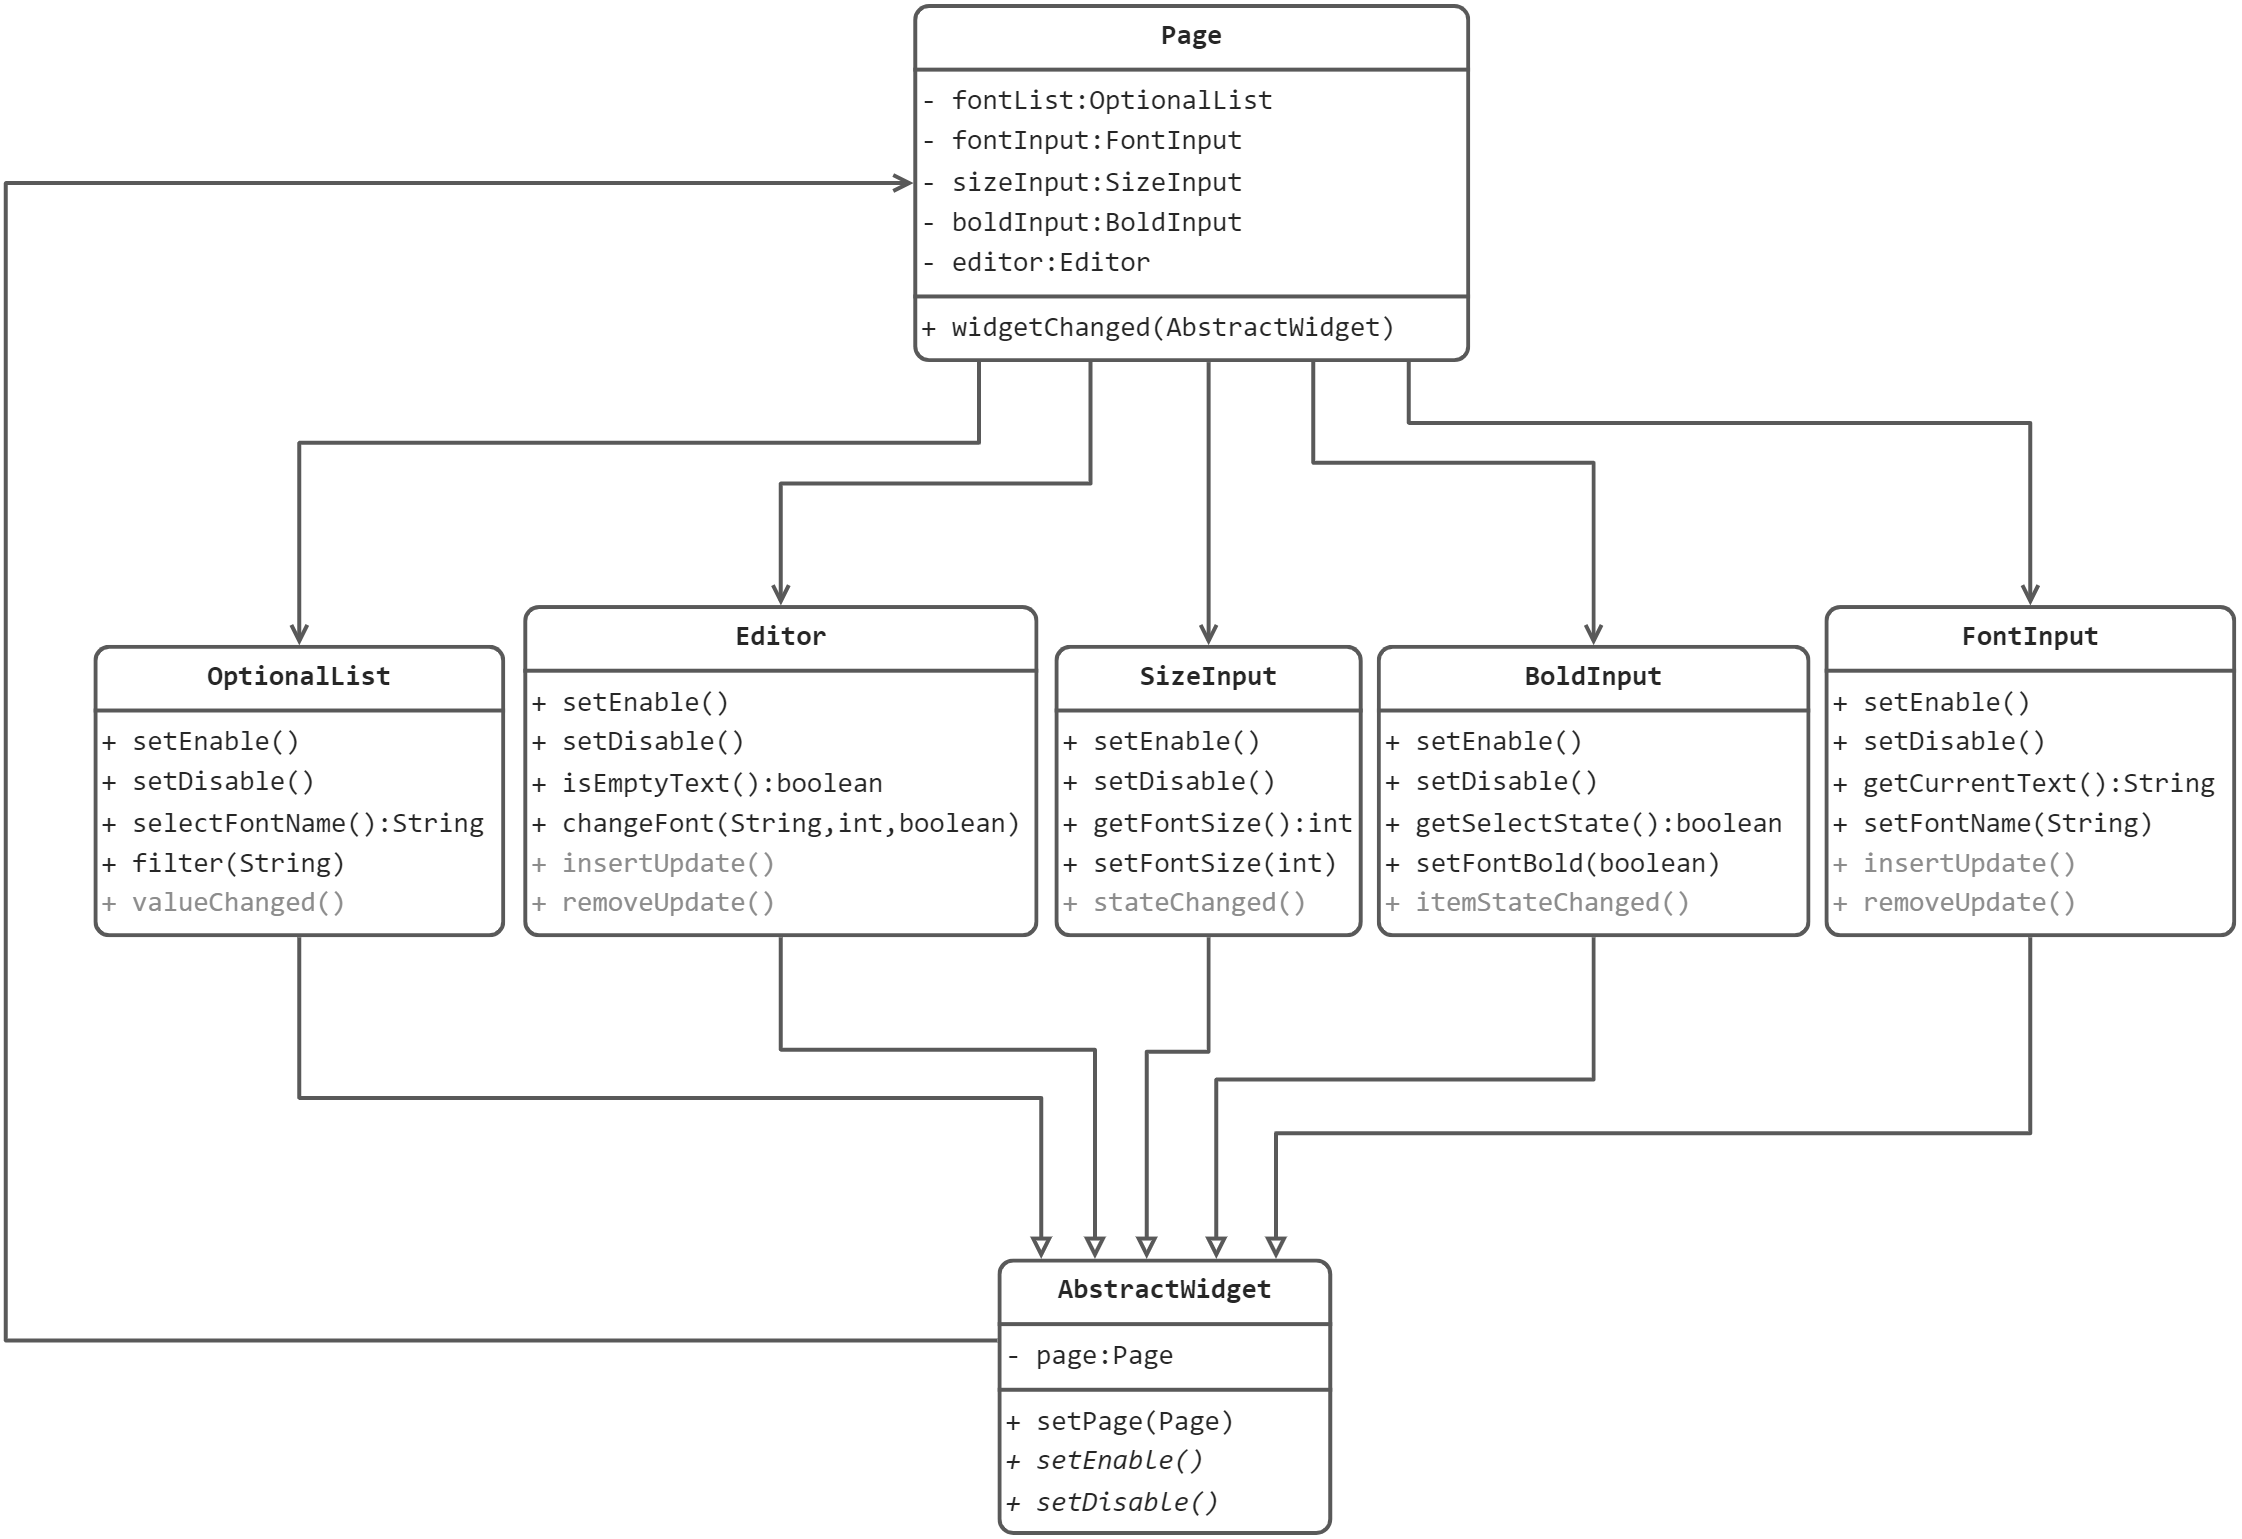 Page
- fontList:OptionalList
- fontInput:FontInput
- sizeInput:SizeInput
- boldInput:BoldInput
- editor:Editor
+ widgetChanged(AbstractWidget)
OptionalList
+ setEnable()
+ setDisable()
+ selectFontName():String
+ filter(String)
+ valueChanged()
Editor
+ setEnable()
+ setDisable()
+ isEmptyText():boolean
+ changeFont(String,int,boolean)
+ insertUpdate()
+ removeUpdate()
SizeInput
+ setEnable()
+ setDisable()
+ getFontSize():int
+ setFontSize(int)
+ stateChanged()
BoldInput
+ setEnable()
+ setDisable()
+ getSelectState():boolean
+ setFontBold(boolean)
+ itemStateChanged()
FontInput
+ setEnable()
+ setDisable()
+ getCurrentText():String
+ setFontName(String)
+ insertUpdate()
+ removeUpdate()
AbstractWidget
- page:Page
+ setPage(Page)
+ setEnable()
+ setDisable()